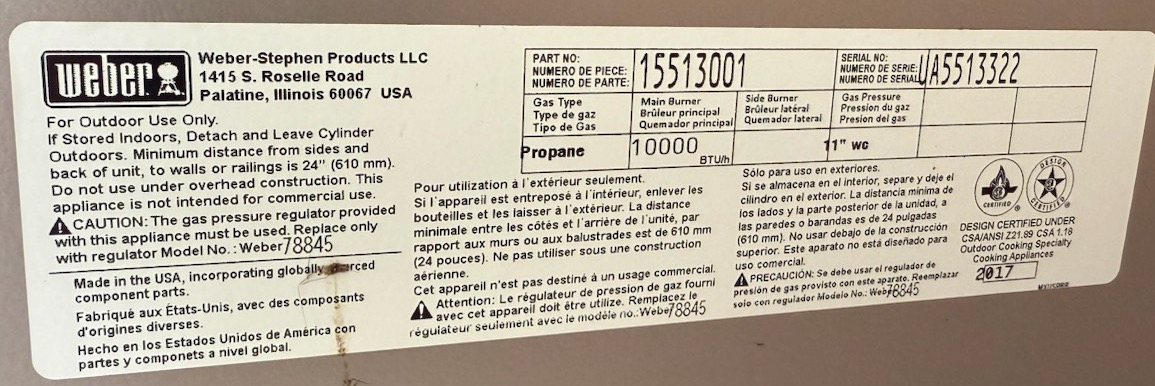 weber
Weber-Stephen Products LLC
1415 S. Roselle Road
Palatine, Illinois 60067 USA
For Outdoor Use Only.
If Stored Indoors, Detach and Leave Cylinder
Outdoors. Minimum distance from sides and
back of unit, to walls or railings is 24" (610 mm).
Do not use under overhead construction. This
appliance is not intended for commercial use.
CAUTION: The gas pressure regulator provided
with this appliance must be used. Replace only
with regulator Model No.: Weber 78845
Made in the USA, incorporating globally
component parts.
Fabriqué aux États-Unis, avec des composants
d'origines diverses.
Hecho en los Estados Unidos de América con
partes y componets a nivel global.
PART NO:
NUMERO DE PIECE:
NUMERO DE PARTE:
15513001
SERIAL NO:
NUMERO DE SERIE:
NUMERO DE SERIAL
UA5513322
Gas Type
Type de gaz
Tipo de Gas
Main Burner
Brûleur principal
Quemador principal
Side Burner
Brûleur latéral
Quemador lateral
Gas Pressure
Pression du gaz
Presion del gas
Propane
10000
BTU/h
11" WC
Pour utilization à l'extérieur seulement.
Si l'appareil est entreposé à l'intérieur, enlever les
bouteilles et les laisser à l'extérieur. La distance
minimale entre les côtés et l'arrière de l'unité, par
rapport aux murs ou aux balustrades est de 610 mm
(24 pouces). Ne pas utiliser sous une construction
aérienne.
Cet appareil n'est pas destiné à un usage commercial.
Attention: Le régulateur de pression de gaz fourni
avec cet appareil doit être utilize. Remplacez le
régulateur seulement avec le modèle no.:Weber 78845
Sólo para uso en exteriores.
Si se almacena en el interior, separe y deje el
cilindro en el exterior. La distancia mínima de
los lados y la parte posterior de la unidad, a
las paredes o barandas es de 24 pulgadas
(610 mm). No usar debajo de la construcción
superior. Este aparato no está diseñado para
uso comercial.
PRECAUCIÓN: Se debe usar el regulador de
presión de gas provisto con este aparato. Reemplazar
solo con regulador Modelo No.: Weber 78845
CERTIFIED
®
DESIGN
CERTIFIED
®
DESIGN CERTIFIED UNDER
CSA/ANSI Z21.89 CSA 1.18
Outdoor Cooking Specialty
Cooking Appliances
2017